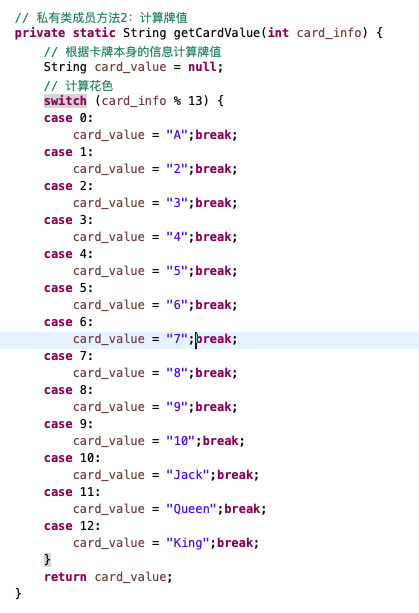 // 私有类成员方法2：计算牌值
private static String getCardValue(int card_info) {
    // 根据卡牌本身的信息计算牌值
    String card_value = null;
    // 计算花色
    switch (card_info % 13) {
    case 0:
        card_value = "A";break;
    case 1:
        card_value = "2";break;
    case 2:
        card_value = "3";break;
    case 3:
        card_value = "4";break;
    case 4:
        card_value = "5";break;
    case 5:
        card_value = "6";break;
    case 6:
        card_value = "7";break;
    case 7:
        card_value = "8";break;
    case 8:
        card_value = "9";break;
    case 9:
        card_value = "10";break;
    case 10:
        card_value = "Jack";break;
    case 11:
        card_value = "Queen";break;
    case 12:
        card_value = "King";break;
    }
    return card_value;
}